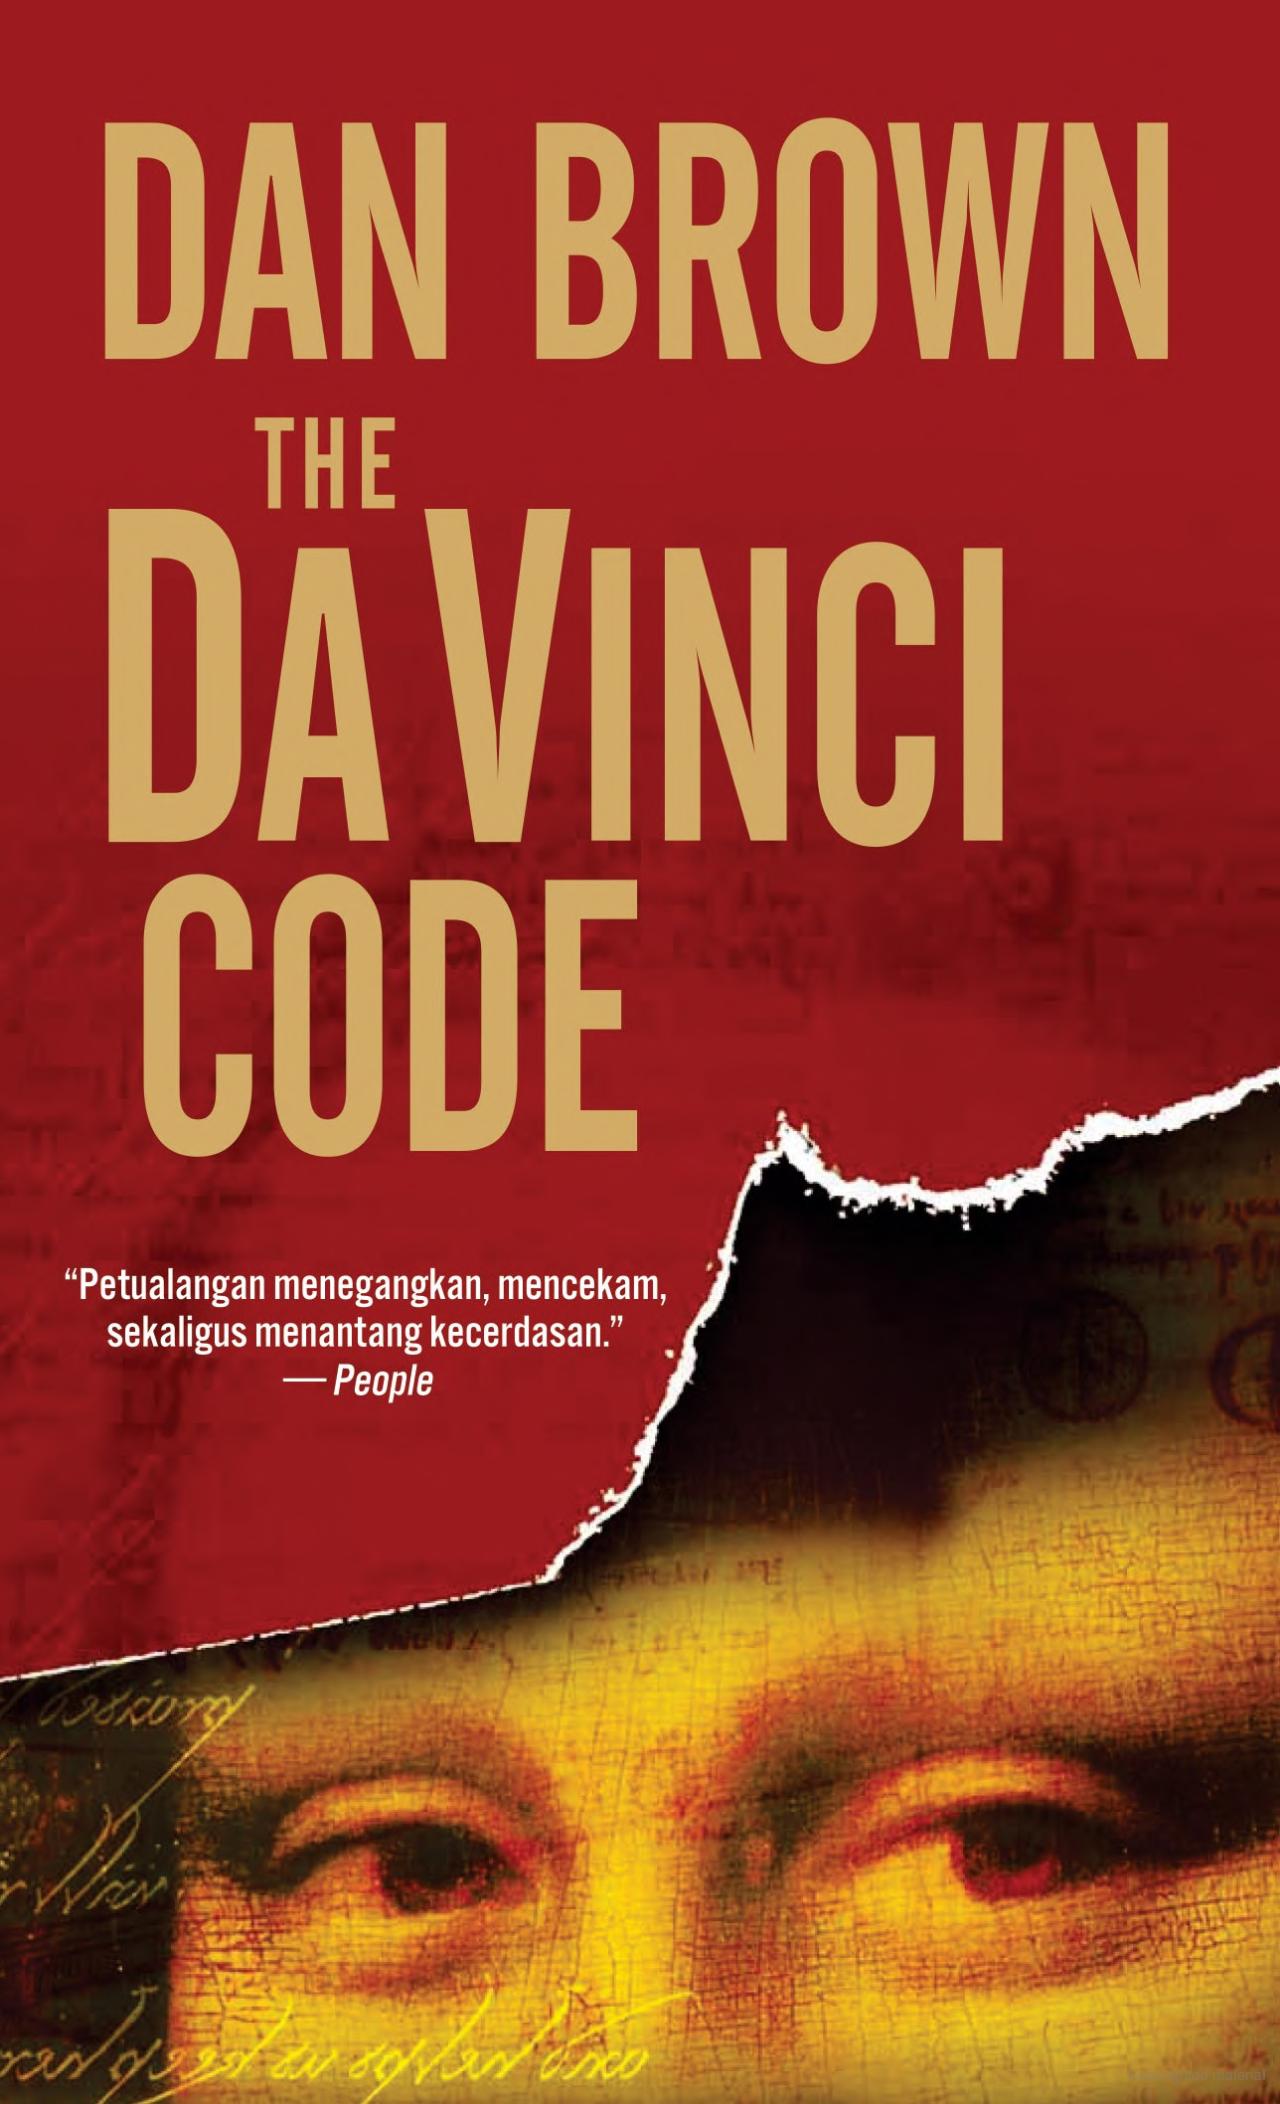 DAN BROWN
THE
DA VINCI
CODE
“Petualangan menegangkan, mencekam,
sekaligus menantang kecerdasan.”
— People